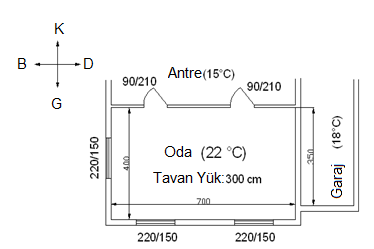 K
B D
G
Antre(15°C)
90/210 90/210
Oda (22 °C)
Tavan Yük:300 cm
700
400
350
220/150
Garaj (18°C)
220/150 220/150